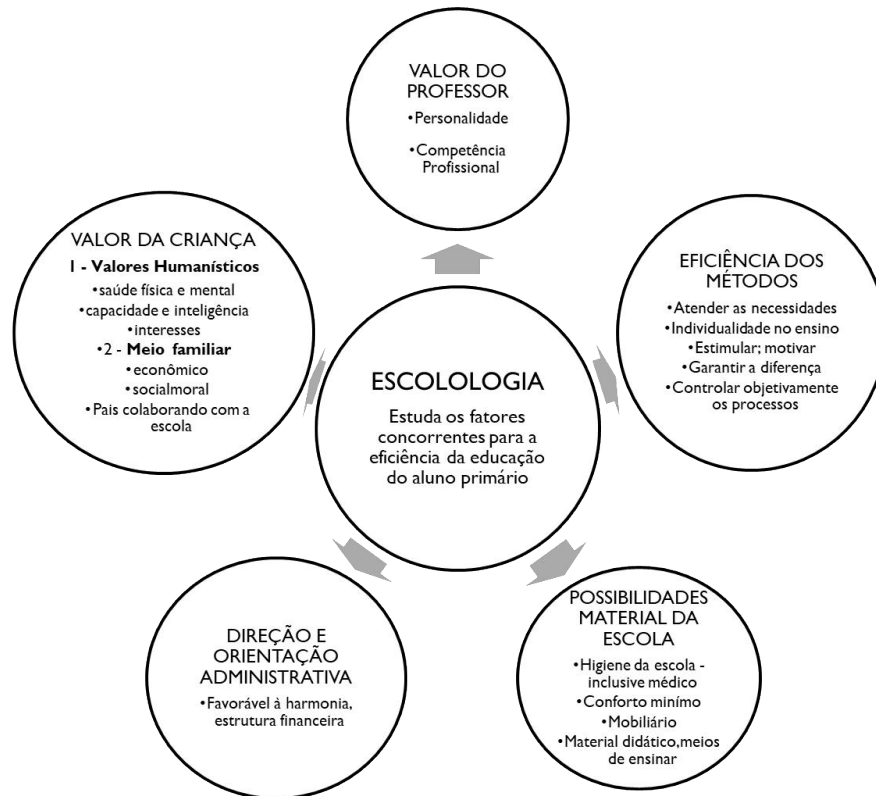 VALOR DO
PROFESSOR
•Personalidade
•Competência
Profissional
VALOR DA CRIANÇA
1 - Valores Humanísticos
•saúde física e mental
•capacidade e inteligência
•interesses
•2 - Meio familiar
•econômico
•socialmoral
•Pais colaborando com a
escola
EFICIÊNCIA DOS
MÉTODOS
•Atender as necessidades
•Individualidade no ensino
•Estimular; motivar
•Garantir a diferença
•Controlar objetivamente
os processos
ESCOLOLOGIA
Estuda os fatores
concorrentes para a
eficiência da educação
do aluno primário
DIREÇÃO E
ORIENTAÇÃO
ADMINISTRATIVA
•Favorável à harmonia,
estrutura financeira
POSSIBILIDADES
MATERIAL DA
ESCOLA
•Higiene da escola -
inclusive médico
•Conforto minímo
•Mobiliário
•Material didático,meios
de ensinar